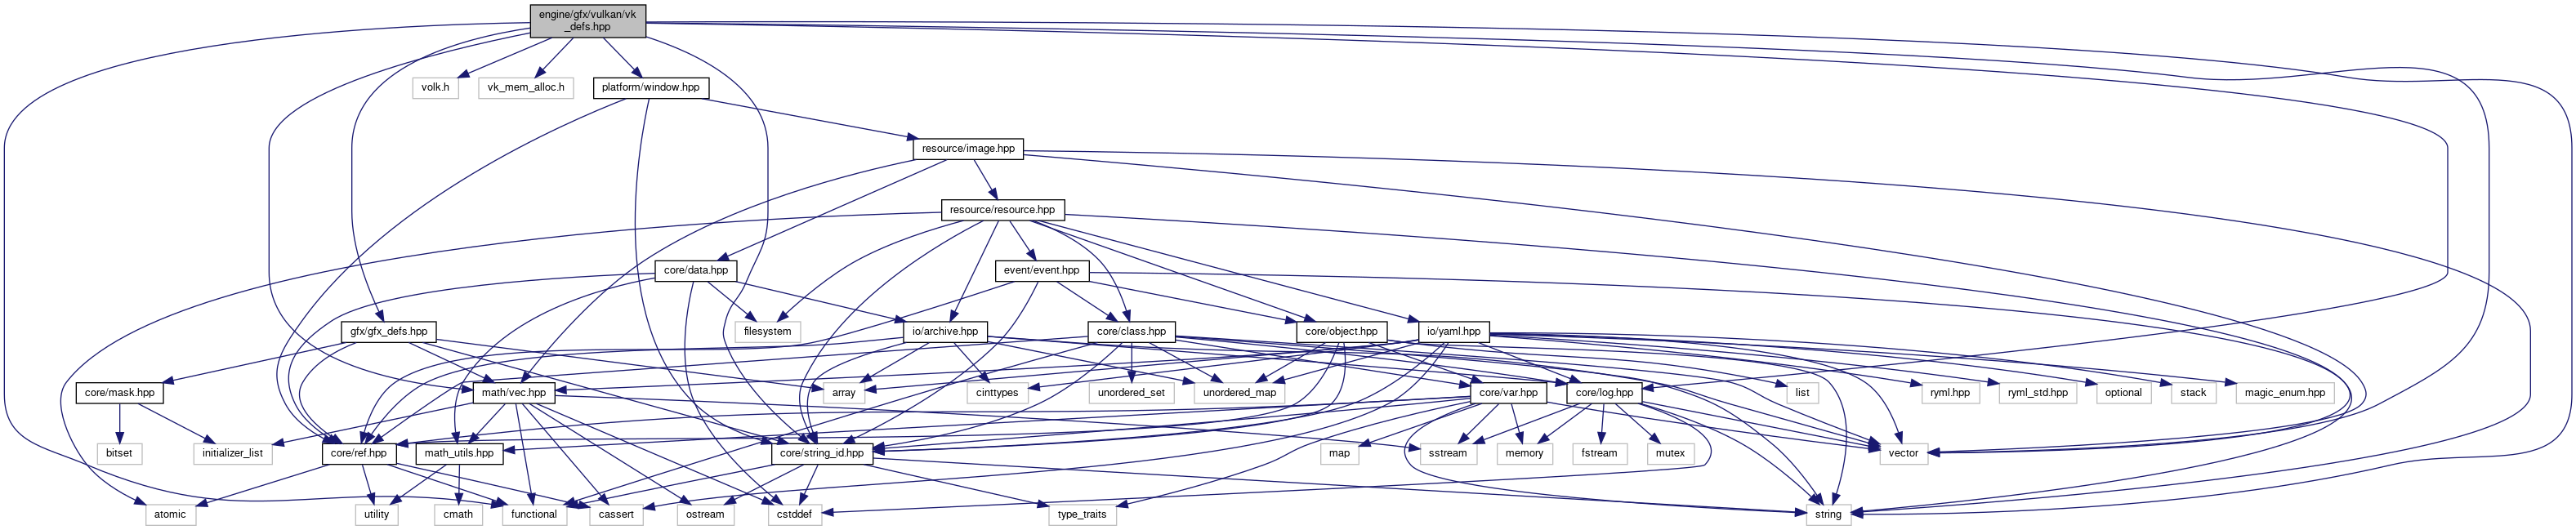 engine/gfx/vulkan/vk
_defs.hpp
volk.h
vk_mem_alloc.h
platform/window.hpp
resource/image.hpp
resource/resource.hpp
core/data.hpp
event/event.hpp
gfx/gfx_defs.hpp
filesystem
io/archive.hpp
core/class.hpp
core/object.hpp
io/yaml.hpp
core/mask.hpp
math/vec.hpp
array
cinttypes
unordered_set
unordered_map
core/var.hpp
core/log.hpp
list
ryml.hpp
ryml_std.hpp
optional
stack
magic_enum.hpp
bitset
initializer_list
core/ref.hpp
math_utils.hpp
core/string_id.hpp
map
sstream
memory
fstream
mutex
vector
atomic
utility
cmath
functional
cassert
ostream
cstddef
type_traits
string